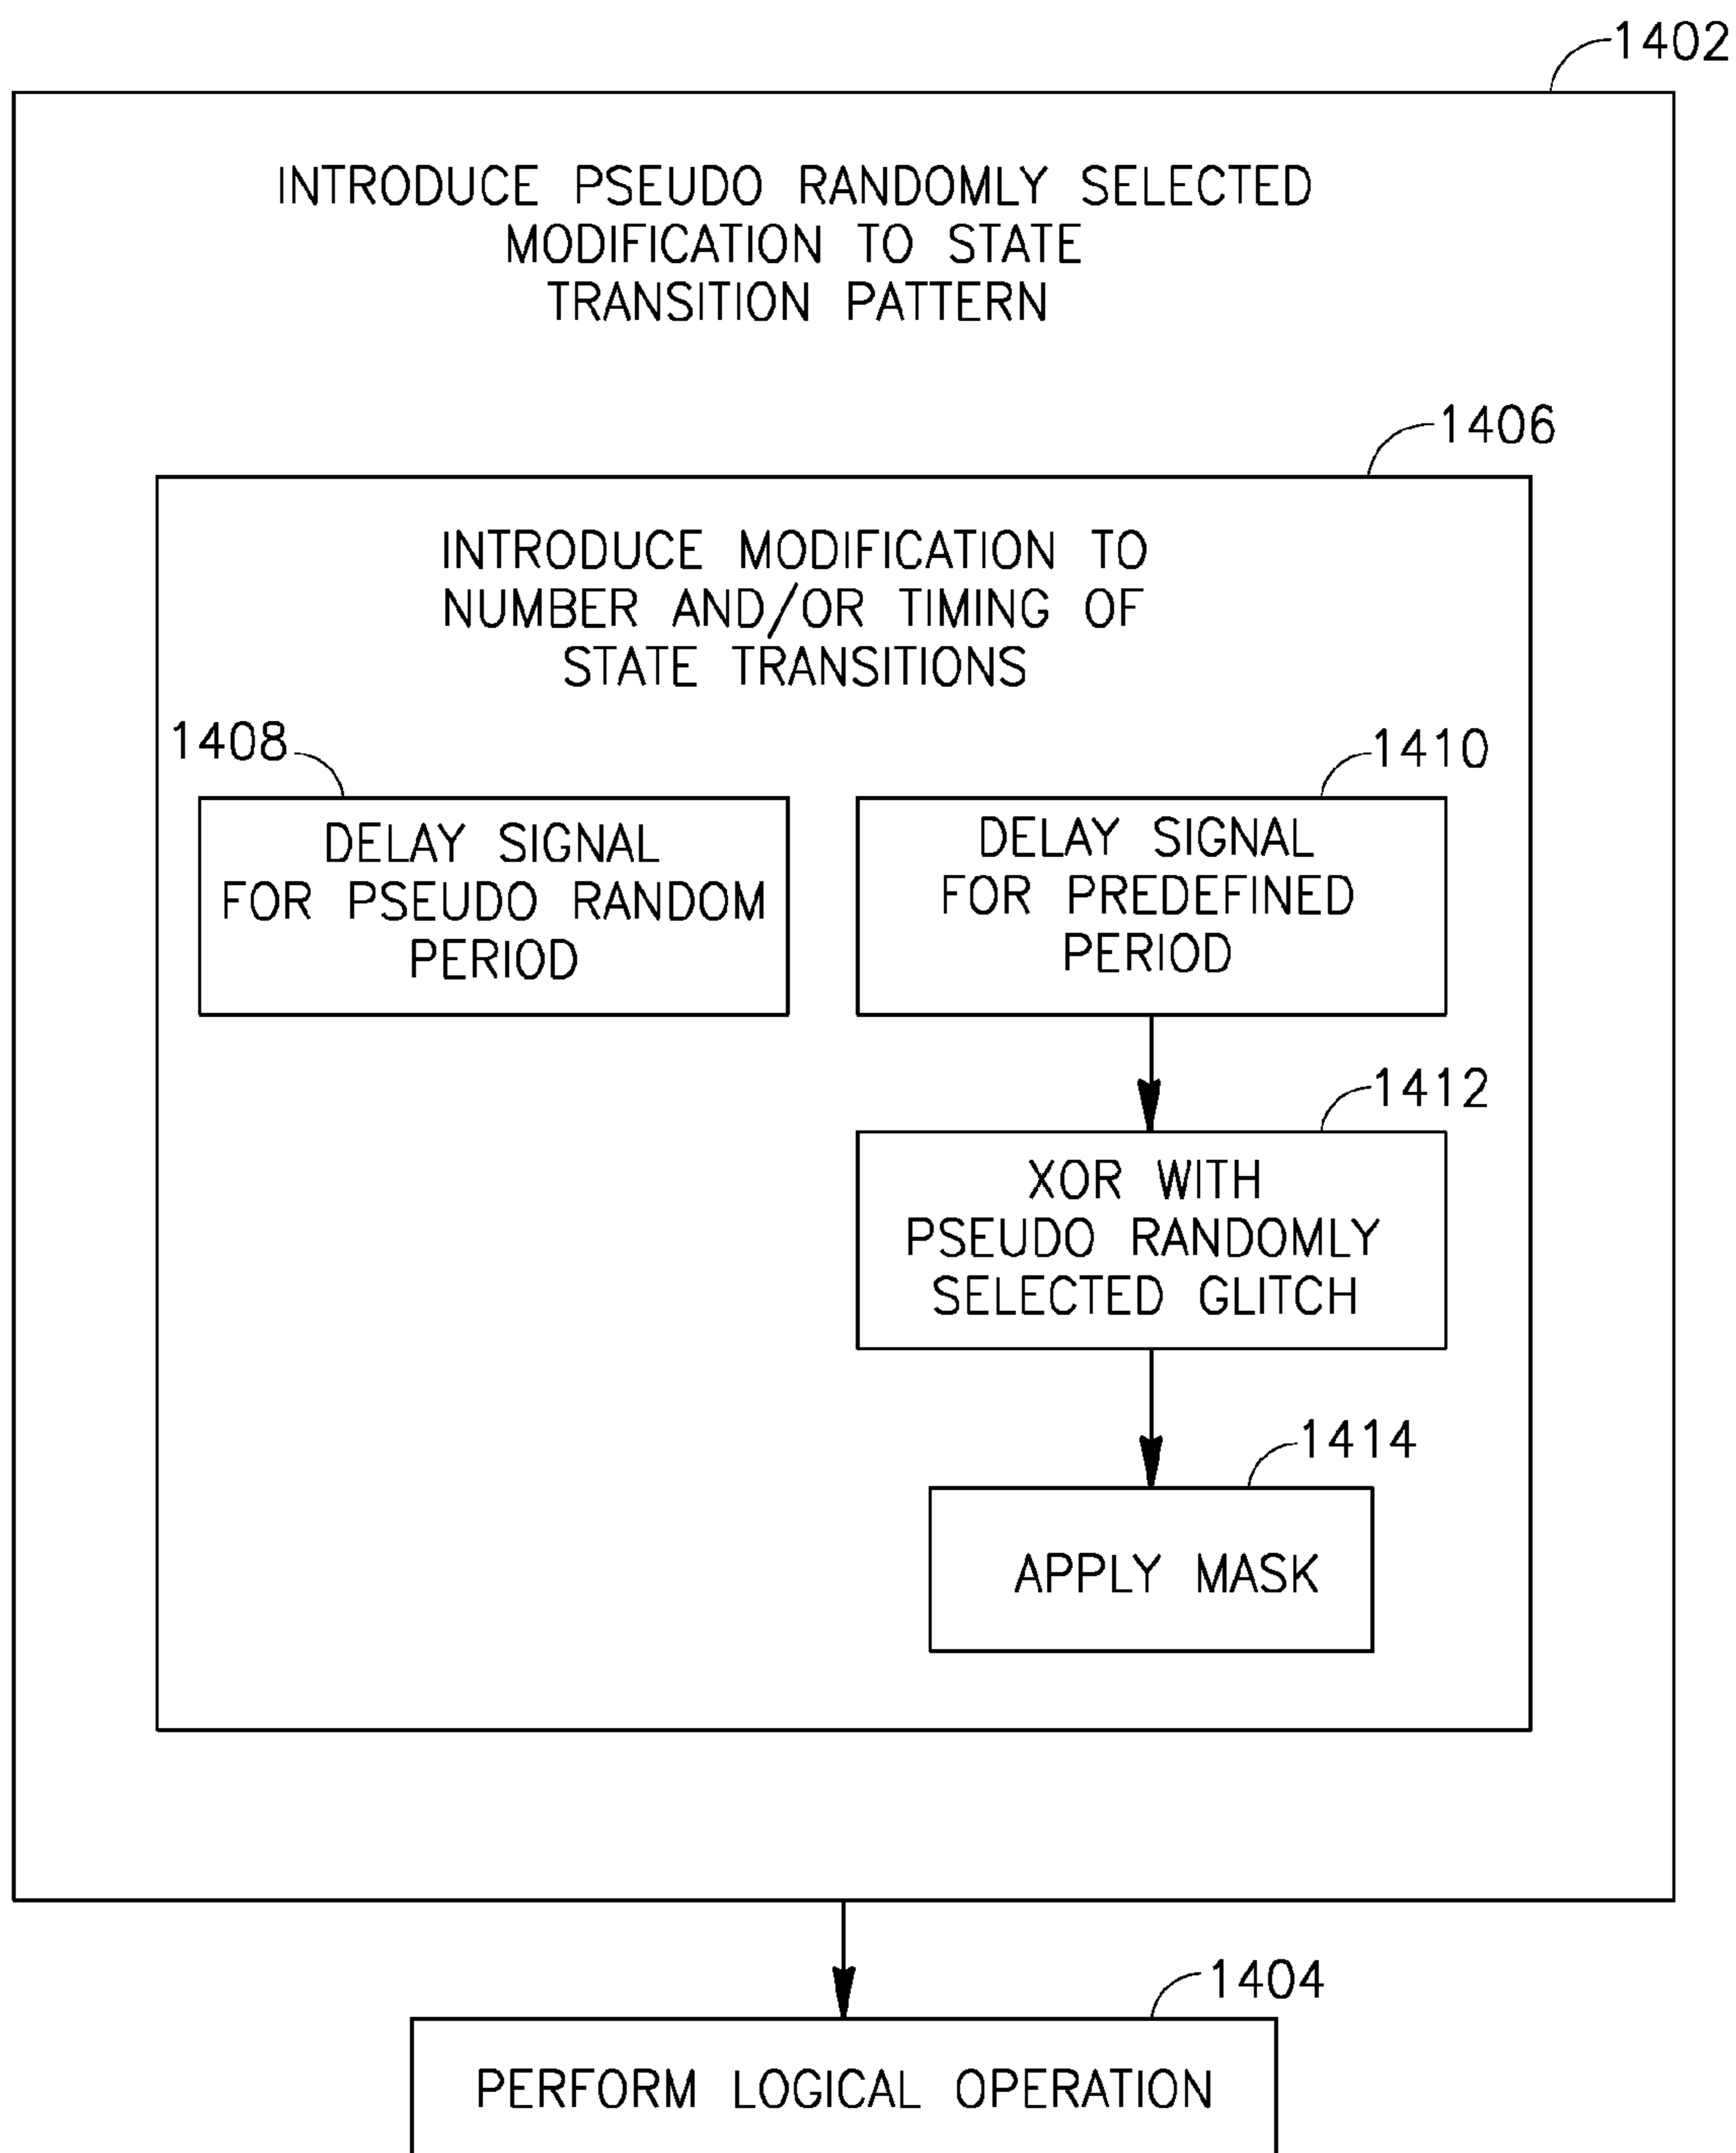 1402
INTRODUCE PSEUDO RANDOMLY SELECTED
MODIFICATION TO STATE
TRANSITION PATTERN
1406
INTRODUCE MODIFICATION TO
NUMBER AND/OR TIMING OF
STATE TRANSITIONS
1408
DELAY SIGNAL
FOR PSEUDO RANDOM
PERIOD
1410
DELAY SIGNAL
FOR PREDEFINED
PERIOD
1412
XOR WITH
PSEUDO RANDOMLY
SELECTED GLITCH
1414
APPLY MASK
1404
PERFORM LOGICAL OPERATION